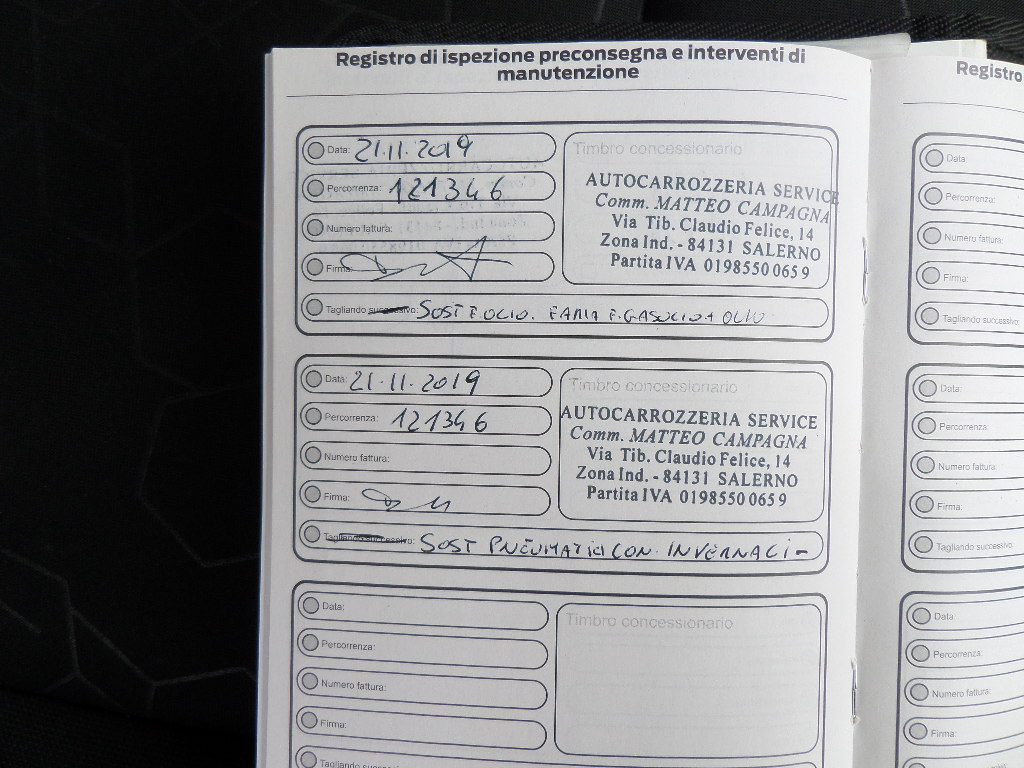 Registro di ispezione preconsegna e interventi di
manutenzione
Data: 21.11.2019
Percorrenza: 121346
Numero fattura:
Firma:
Timbro concessionario
AUTOCARROZZERIA SERVICE
Comm. MATTEO CAMPAGNA
Via Tib. Claudio Felice, 14
Zona Ind. - 84131 SALERNO
Partita IVA 01985500659
Tagliando successivo: SOST F OLIO. F.ARIA F. GASOLIO + OLIO
Data: 21-11-2019
Percorrenza: 121346
Numero fattura:
Firma:
Timbro concessionario
AUTOCARROZZERIA SERVICE
Comm. MATTEO CAMPAGNA
Via Tib. Claudio Felice, 14
Zona Ind. - 84131 SALERNO
Partita IVA 01985500659
Tagliando successivo: SOST PNEUMATICI CON INVERNALI -
Data:
Percorrenza:
Numero fattura:
Firma:
Timbro concessionario
Tagliando successivo:
Registro
Data:
Percorrenza:
Numero fattura:
Firma:
Tagliando successivo
Data:
Percorrenza:
Numero fattura:
Firma:
Tagliando successivo
Data:
Percorrenza:
Numero fattura:
Firma: